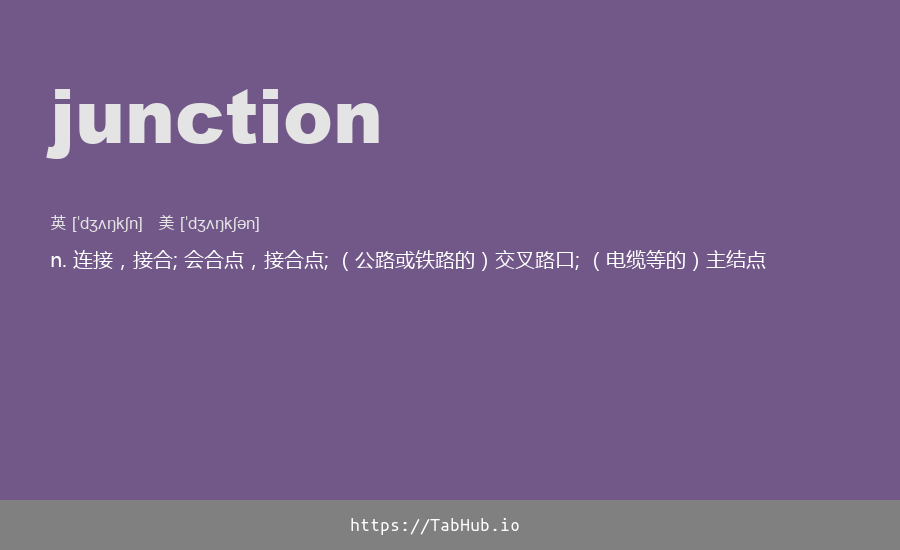 junction
英 [ˈdʒʌŋkʃn] 美 [ˈdʒʌŋkʃən]
n. 连接，接合; 会合点，接合点; （公路或铁路的）交叉路口; （电缆等的）主结点
https://TabHub.io